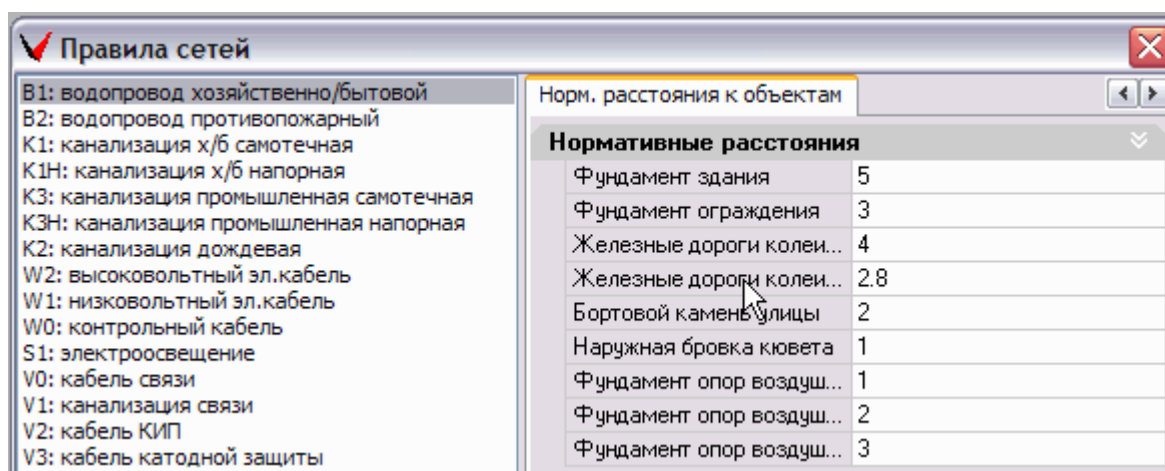 Правила сетей
В1: водопровод хозяйственно/бытовой
В2: водопровод противопожарный
К1: канализация х/б самотечная
К1Н: канализация х/б напорная
К3: канализация промышленная самотечная
К3Н: канализация промышленная напорная
К2: канализация дождевая
W2: высоковольтный эл.кабель
W1: низковольтный эл.кабель
W0: контрольный кабель
S1: электроосвещение
V0: кабель связи
V1: канализация связи
V2: кабель КИП
V3: кабель катодной защиты
Норм. расстояния к объектам
Нормативные расстояния
Фундамент здания 5
Фундамент ограждения 3
Железные дороги колеи... 4
Железные дороги колеи... 2.8
Бортовой камень улицы 2
Наружная бровка кювета 1
Фундамент опор воздуш... 1
Фундамент опор воздуш... 2
Фундамент опор воздуш... 3